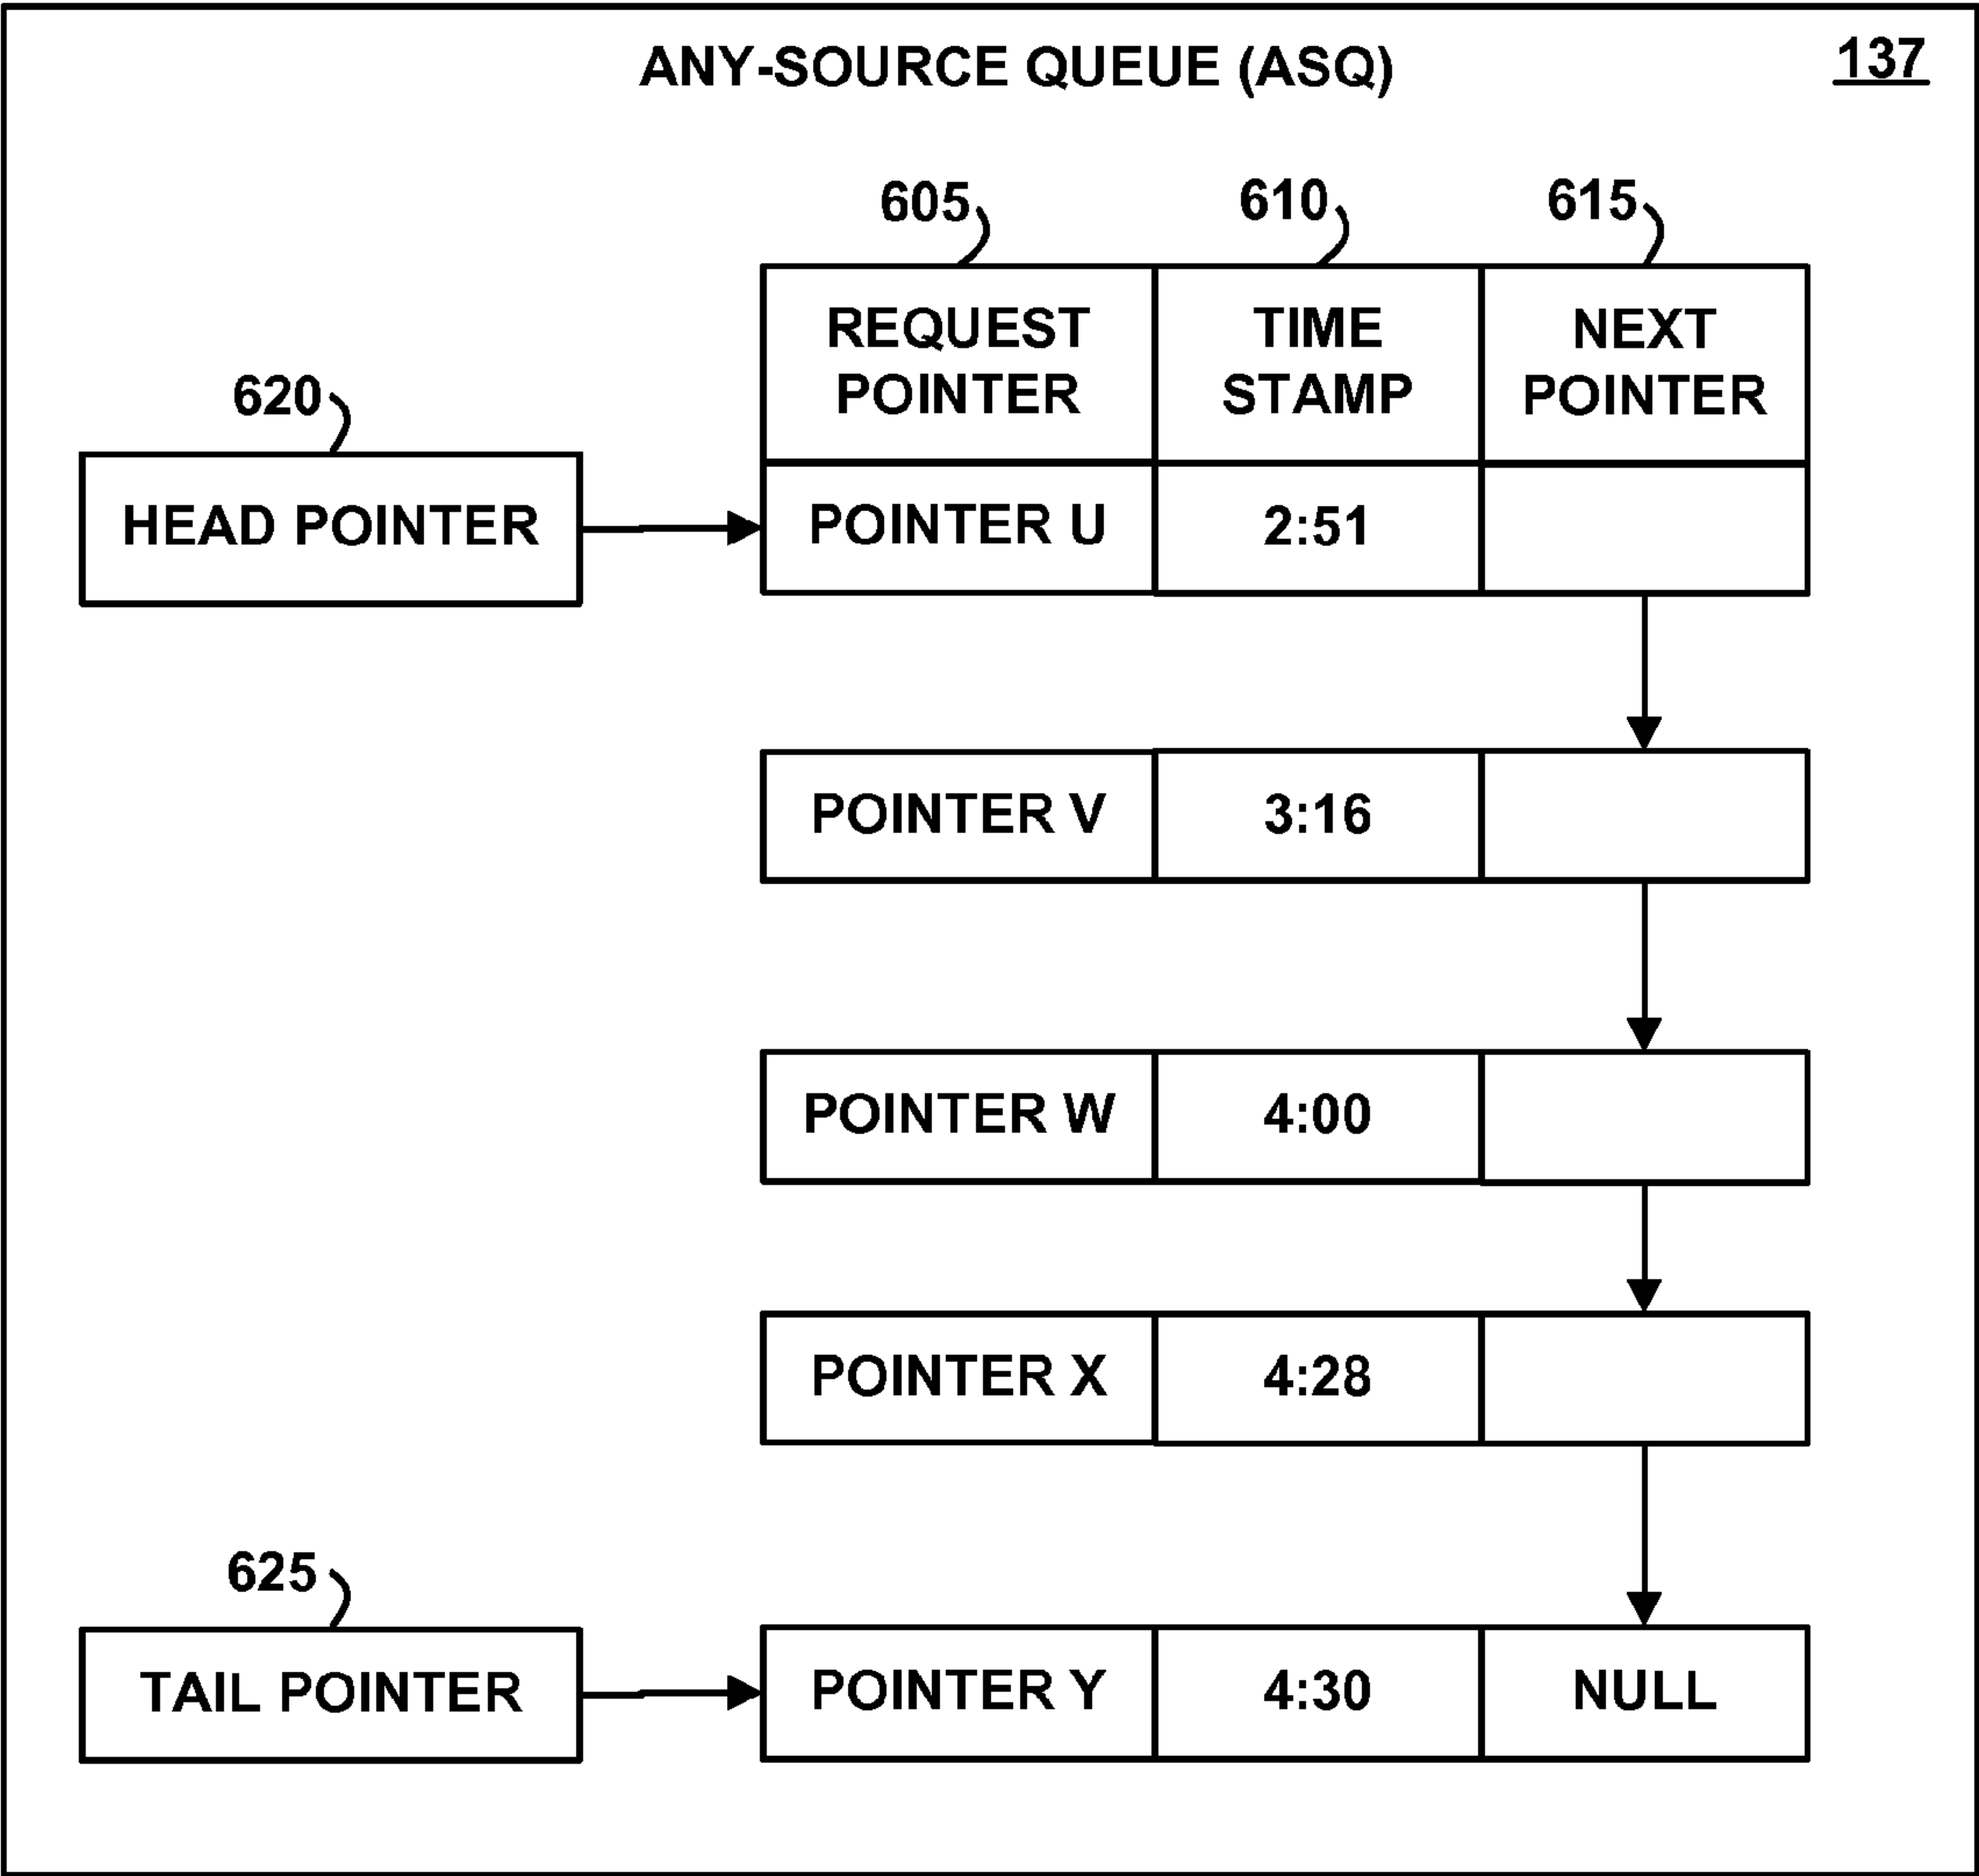 ANY-SOURCE QUEUE (ASQ) 137
605 610 615
REQUEST POINTER TIME STAMP NEXT POINTER
620
HEAD POINTER POINTER U 2:51
POINTER V 3:16
POINTER W 4:00
POINTER X 4:28
625
TAIL POINTER POINTER Y 4:30 NULL